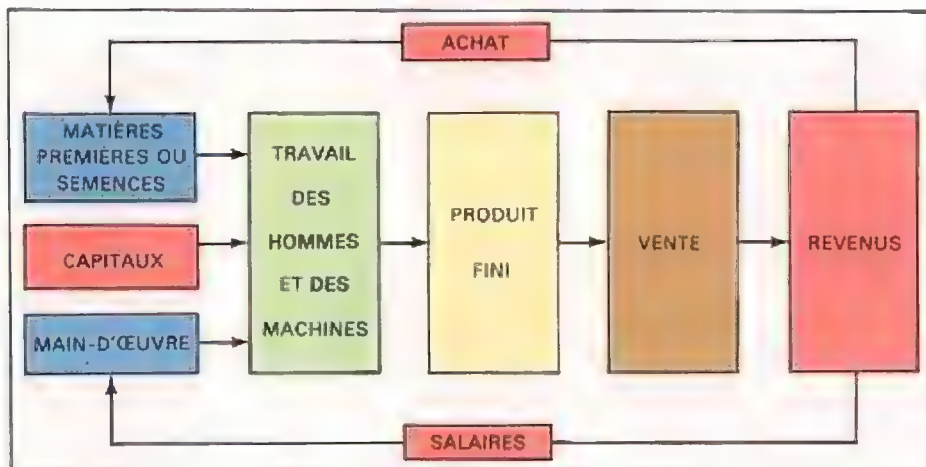 ACHAT
MATIÈRES
PREMIÈRES OU
SEMENCES
CAPITAUX
MAIN-D'ŒUVRE
TRAVAIL
DES
HOMMES
ET DES
MACHINES
PRODUIT
FINI
VENTE
REVENUS
SALAIRES